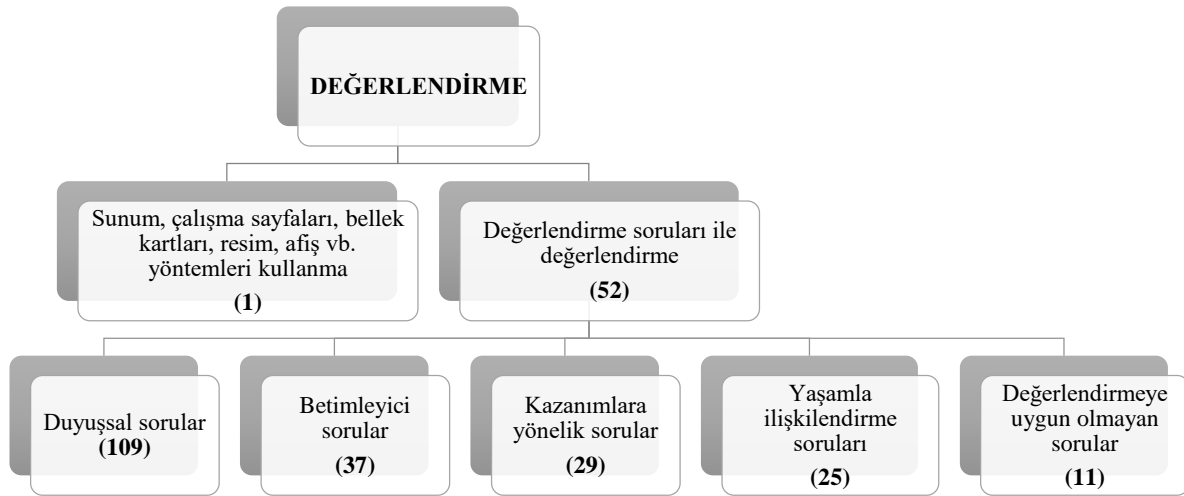 DEĞERLENDİRME
Sunum, çalışma sayfaları, bellek
kartları, resim, afiş vb.
yöntemleri kullanma
(1)
Değerlendirme soruları ile
değerlendirme
(52)
Duyuşsal sorular
(109)
Betimleyici
sorular
(37)
Kazanımlara
yönelik sorular
(29)
Yaşamla
ilişkilendirme
soruları
(25)
Değerlendirmeye
uygun olmayan
sorular
(11)